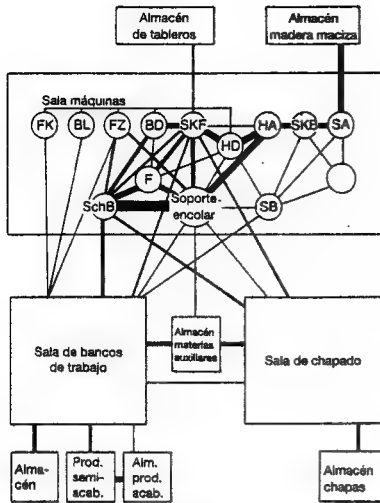 Almacén
de tableros
Almacén
madera maciza
Sala máquinas
FK
BL
FZ
BD
SKF
HD
HA
SKB
SA
F
SchB
Soporte-
encolar
SB
Sala de bancos
de trabajo
Almacén
materias
auxiliares
Sala de chapado
Alma-
cén
Prod.
semi-
acab.
Alm.
prod.
acab.
Almacén
chapas